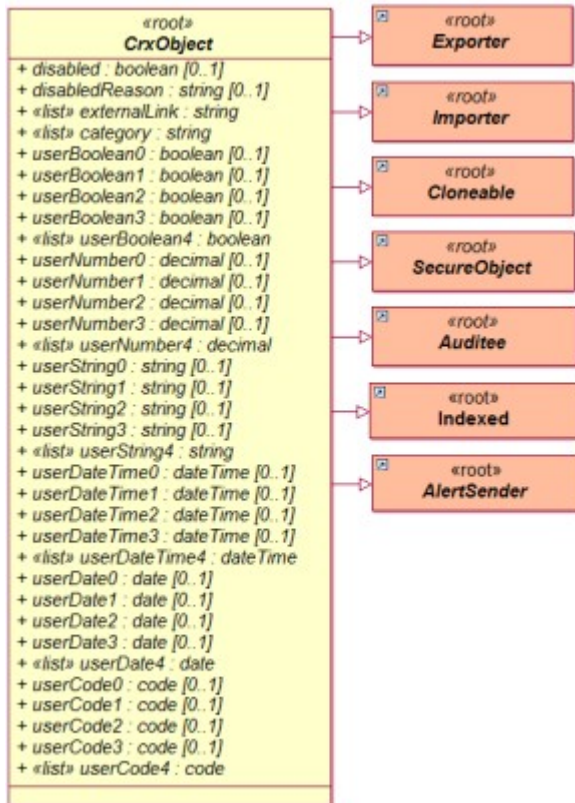 «root»
CrxObject
+ disabled : boolean [0..1]
+ disabledReason : string [0..1]
+ «list» externalLink : string
+ «list» category : string
+ userBoolean0 : boolean [0..1]
+ userBoolean1 : boolean [0..1]
+ userBoolean2 : boolean [0..1]
+ userBoolean3 : boolean [0..1]
+ «list» userBoolean4 : boolean
+ userNumber0 : decimal [0..1]
+ userNumber1 : decimal [0..1]
+ userNumber2 : decimal [0..1]
+ userNumber3 : decimal [0..1]
+ «list» userNumber4 : decimal
+ userString0 : string [0..1]
+ userString1 : string [0..1]
+ userString2 : string [0..1]
+ userString3 : string [0..1]
+ «list» userString4 : string
+ userDateTime0 : dateTime [0..1]
+ userDateTime1 : dateTime [0..1]
+ userDateTime2 : dateTime [0..1]
+ userDateTime3 : dateTime [0..1]
+ «list» userDateTime4 : dateTime
+ userDate0 : date [0..1]
+ userDate1 : date [0..1]
+ userDate2 : date [0..1]
+ userDate3 : date [0..1]
+ «list» userDate4 : date
+ userCode0 : code [0..1]
+ userCode1 : code [0..1]
+ userCode2 : code [0..1]
+ userCode3 : code [0..1]
+ «list» userCode4 : code
«root»
Exporter
«root»
Importer
«root»
Cloneable
«root»
SecureObject
«root»
Auditee
«root»
Indexed
«root»
AlertSender